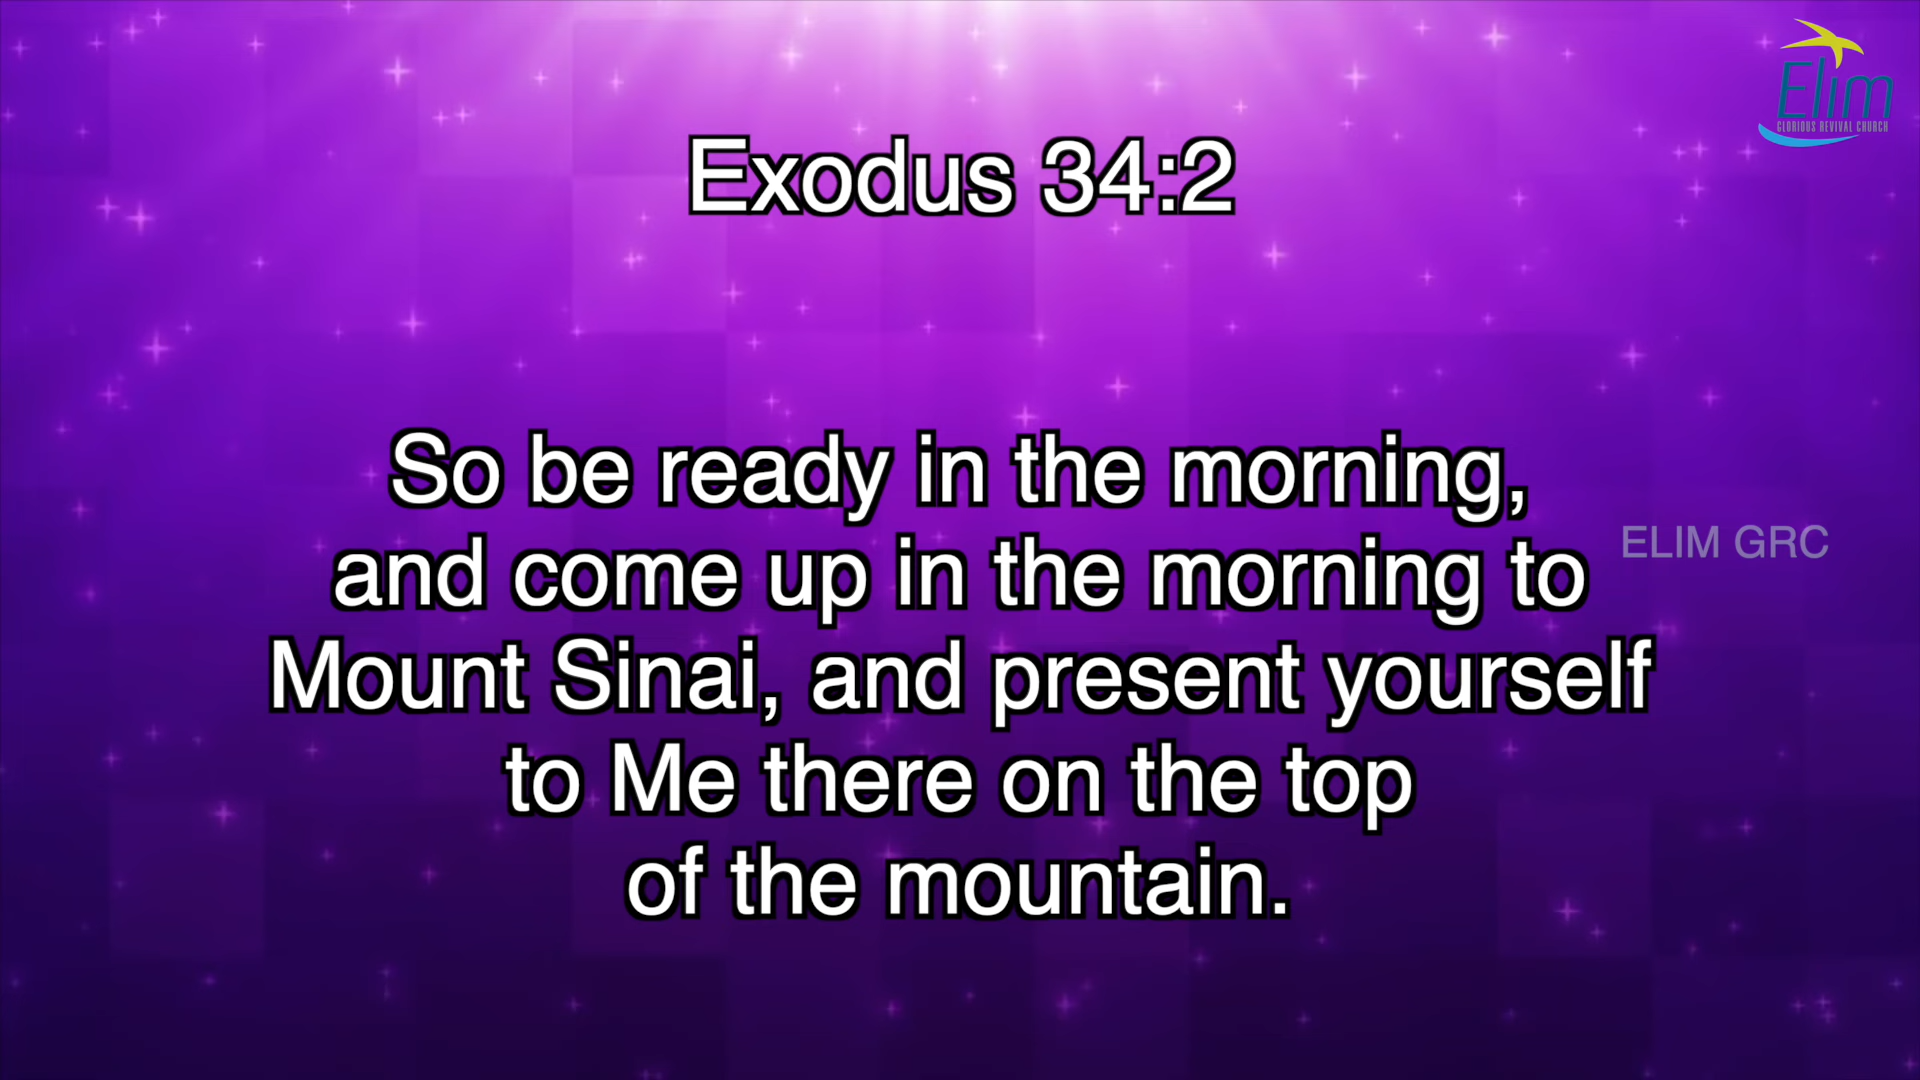 Elim
GLORIOUS REVIVAL CHURCH
Exodus 34:2
So be ready in the morning,
and come up in the morning to
Mount Sinai, and present yourself
to Me there on the top
of the mountain.
ELIM GRC